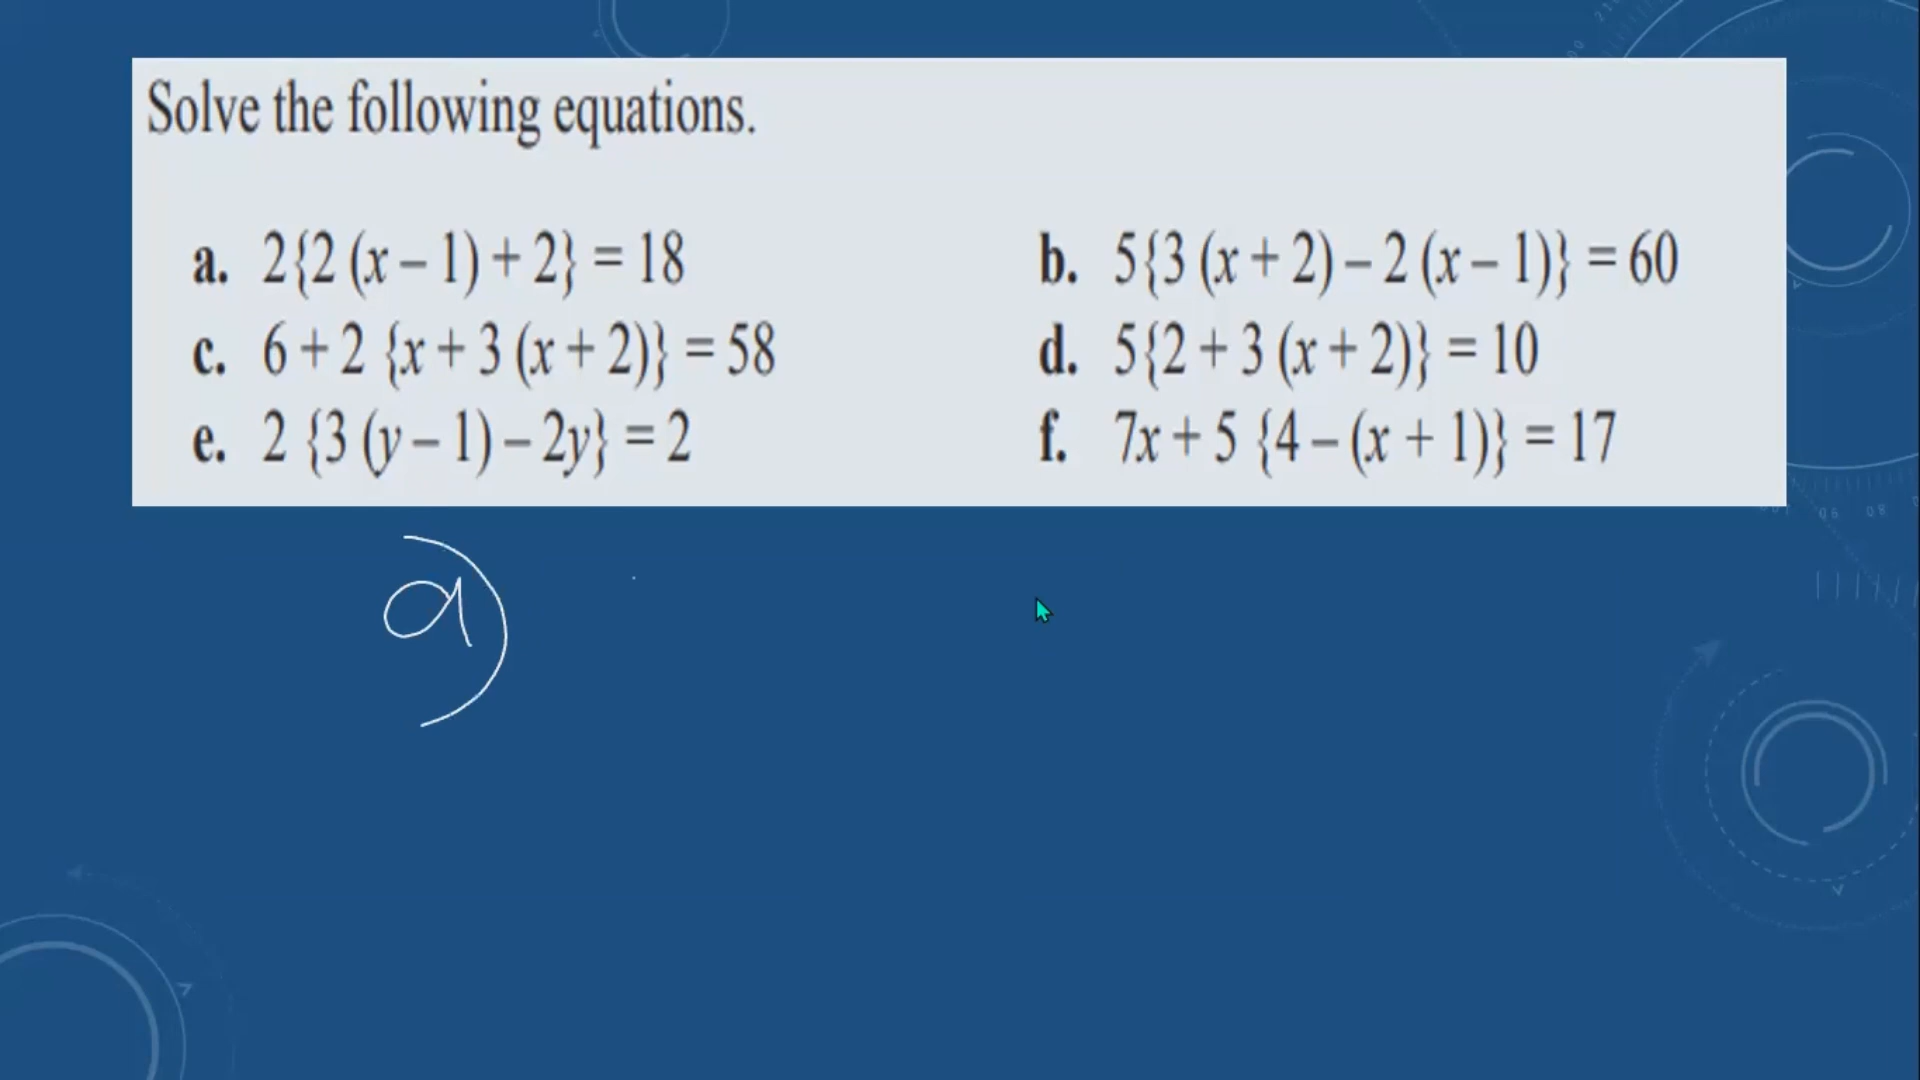 Solve the following equations.
a. 2{2 (x – 1) + 2} = 18
b. 5{3 (x + 2) – 2 (x – 1)} = 60
c. 6 + 2 {x + 3 (x + 2)} = 58
d. 5{2 + 3 (x + 2)} = 10
e. 2 {3 (y – 1) – 2y} = 2
f. 7x + 5 {4 – (x + 1)} = 17
a)